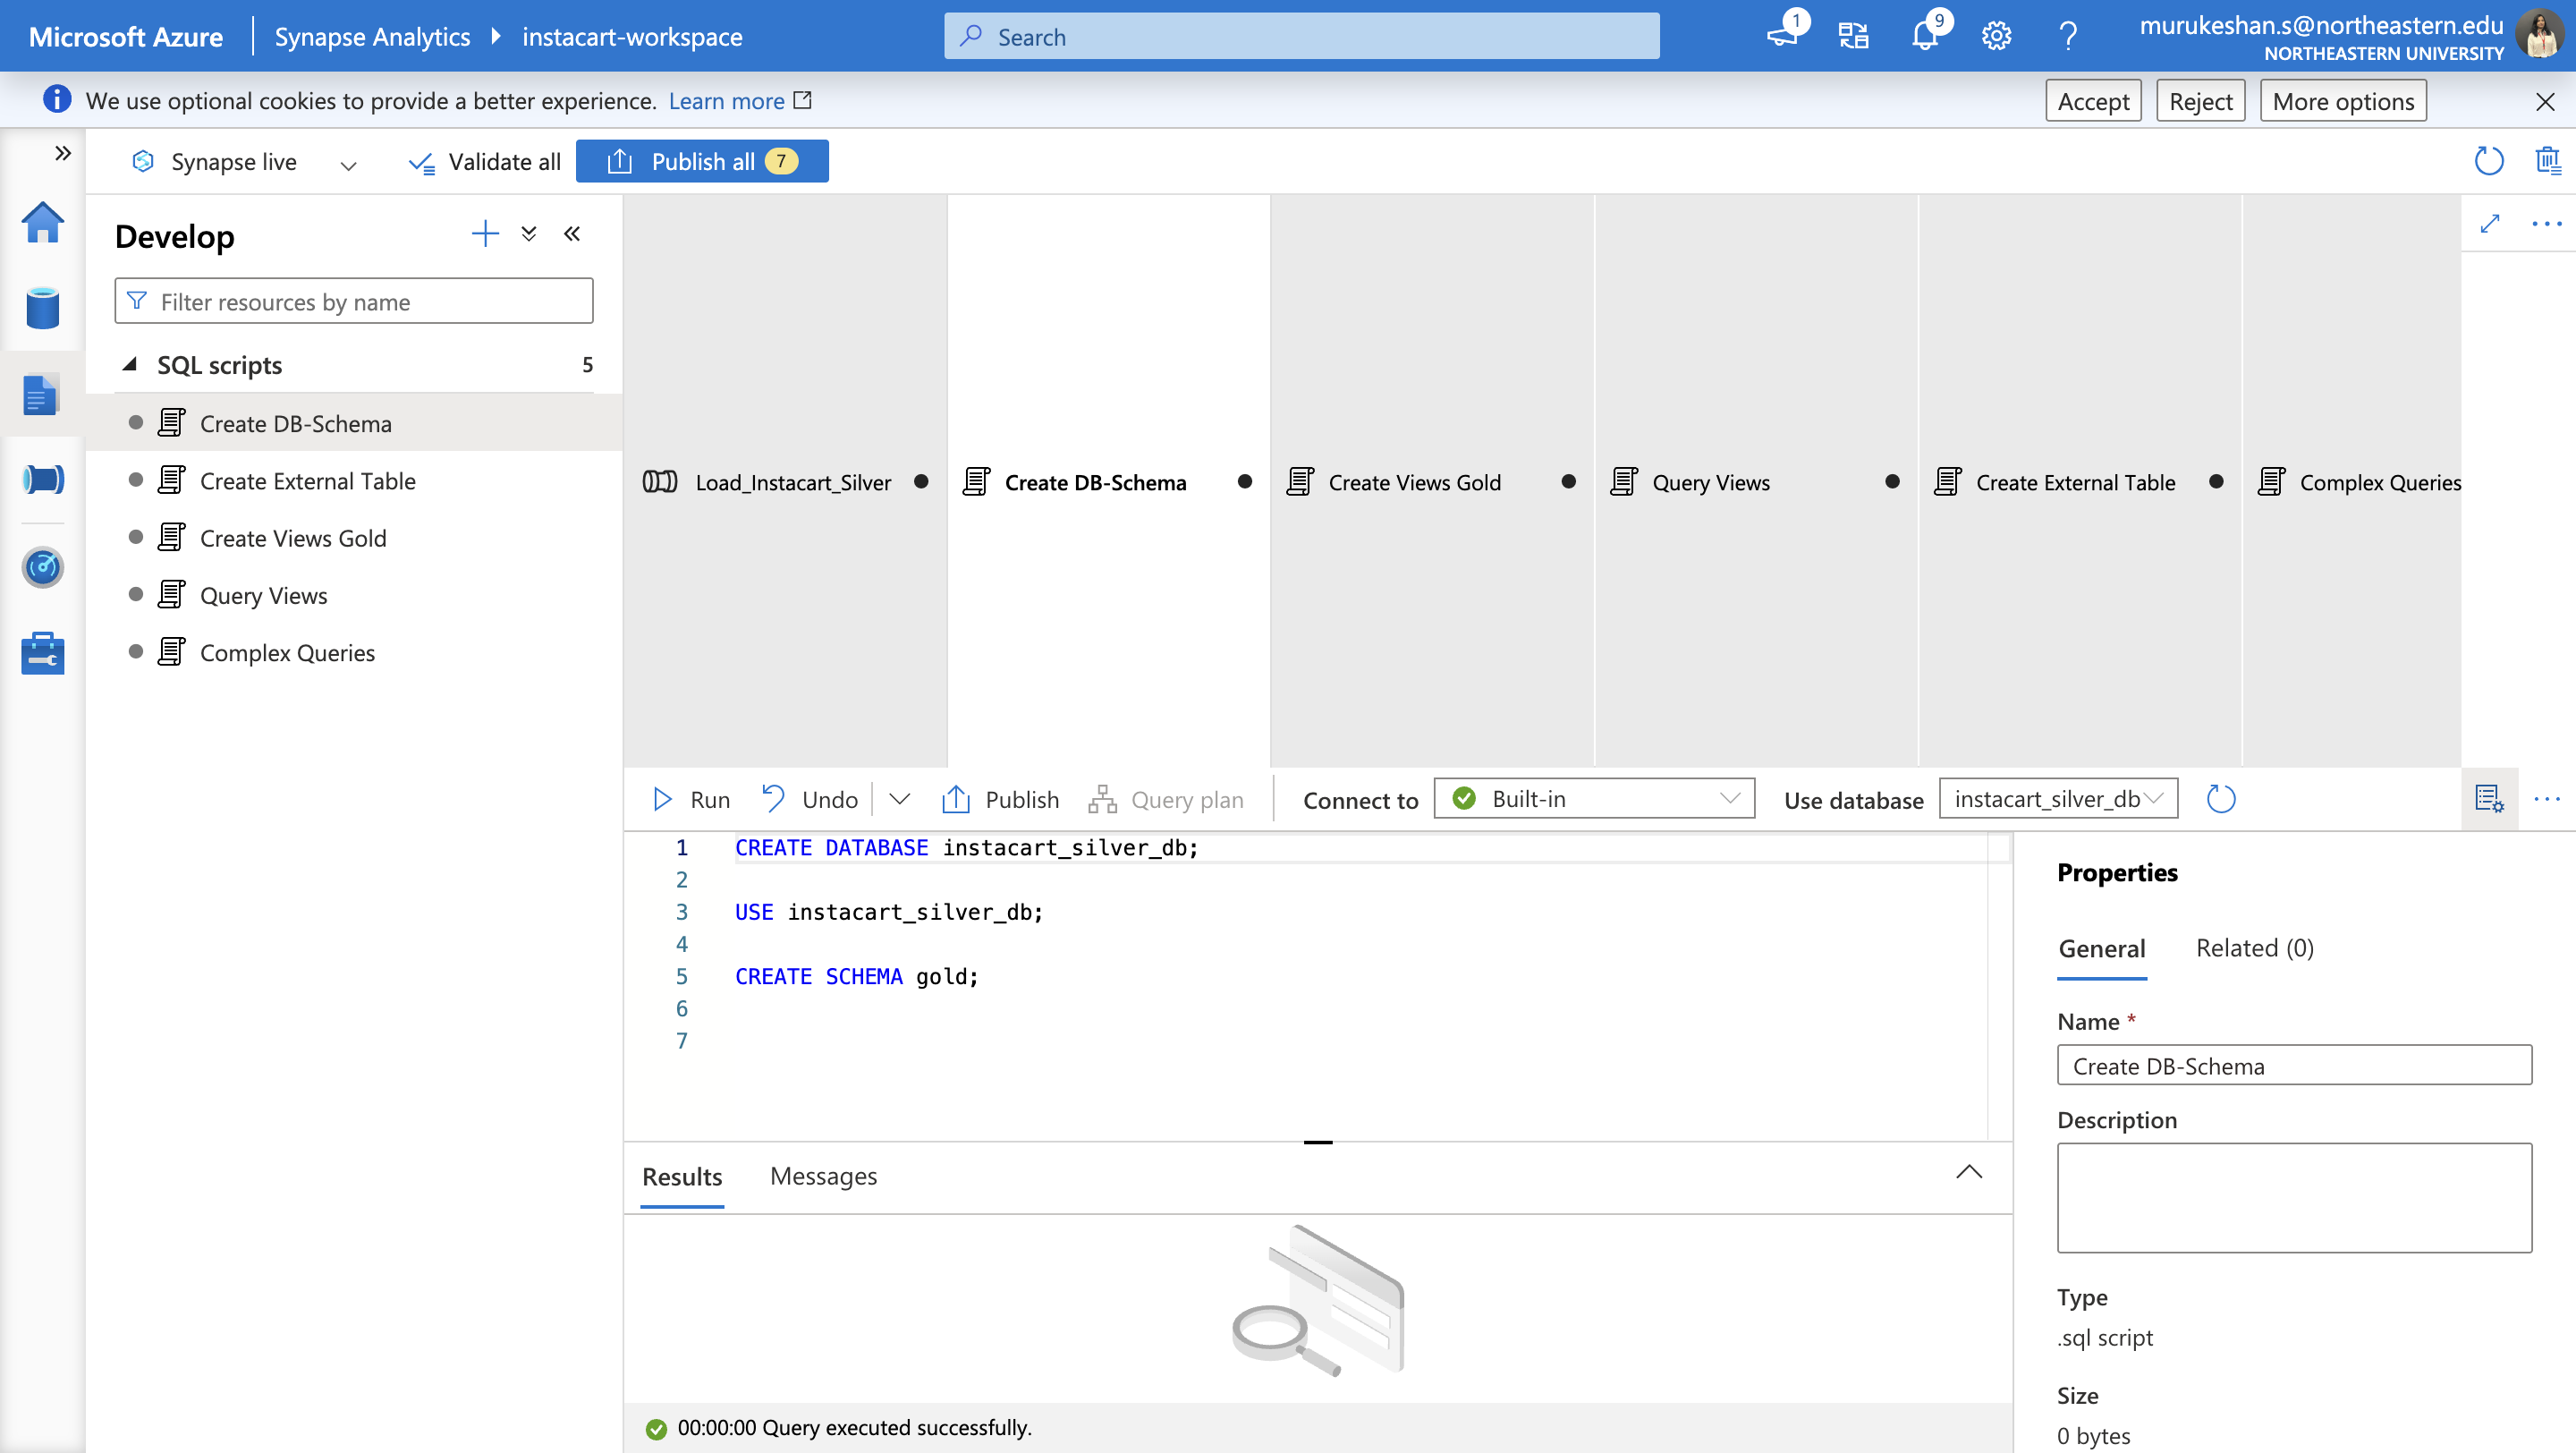 Microsoft Azure
Synapse Analytics
instacart-workspace
Search
1
9
murukeshan.s@northeastern.edu
NORTHEASTERN UNIVERSITY
We use optional cookies to provide a better experience. Learn more
Accept
Reject
More options
Synapse live
Validate all
Publish all 7
Develop
Filter resources by name
SQL scripts 5
Create DB-Schema
Create External Table
Create Views Gold
Query Views
Complex Queries
Load_Instacart_Silver
Create DB-Schema
Create Views Gold
Query Views
Create External Table
Complex Queries
Run
Undo
Publish
Query plan
Connect to
Built-in
Use database
instacart_silver_db
1 CREATE DATABASE instacart_silver_db;
2
3 USE instacart_silver_db;
4
5 CREATE SCHEMA gold;
6
7
Results
Messages
00:00:00 Query executed successfully.
Properties
General
Related (0)
Name *
Create DB-Schema
Description
Type
.sql script
Size
0 bytes